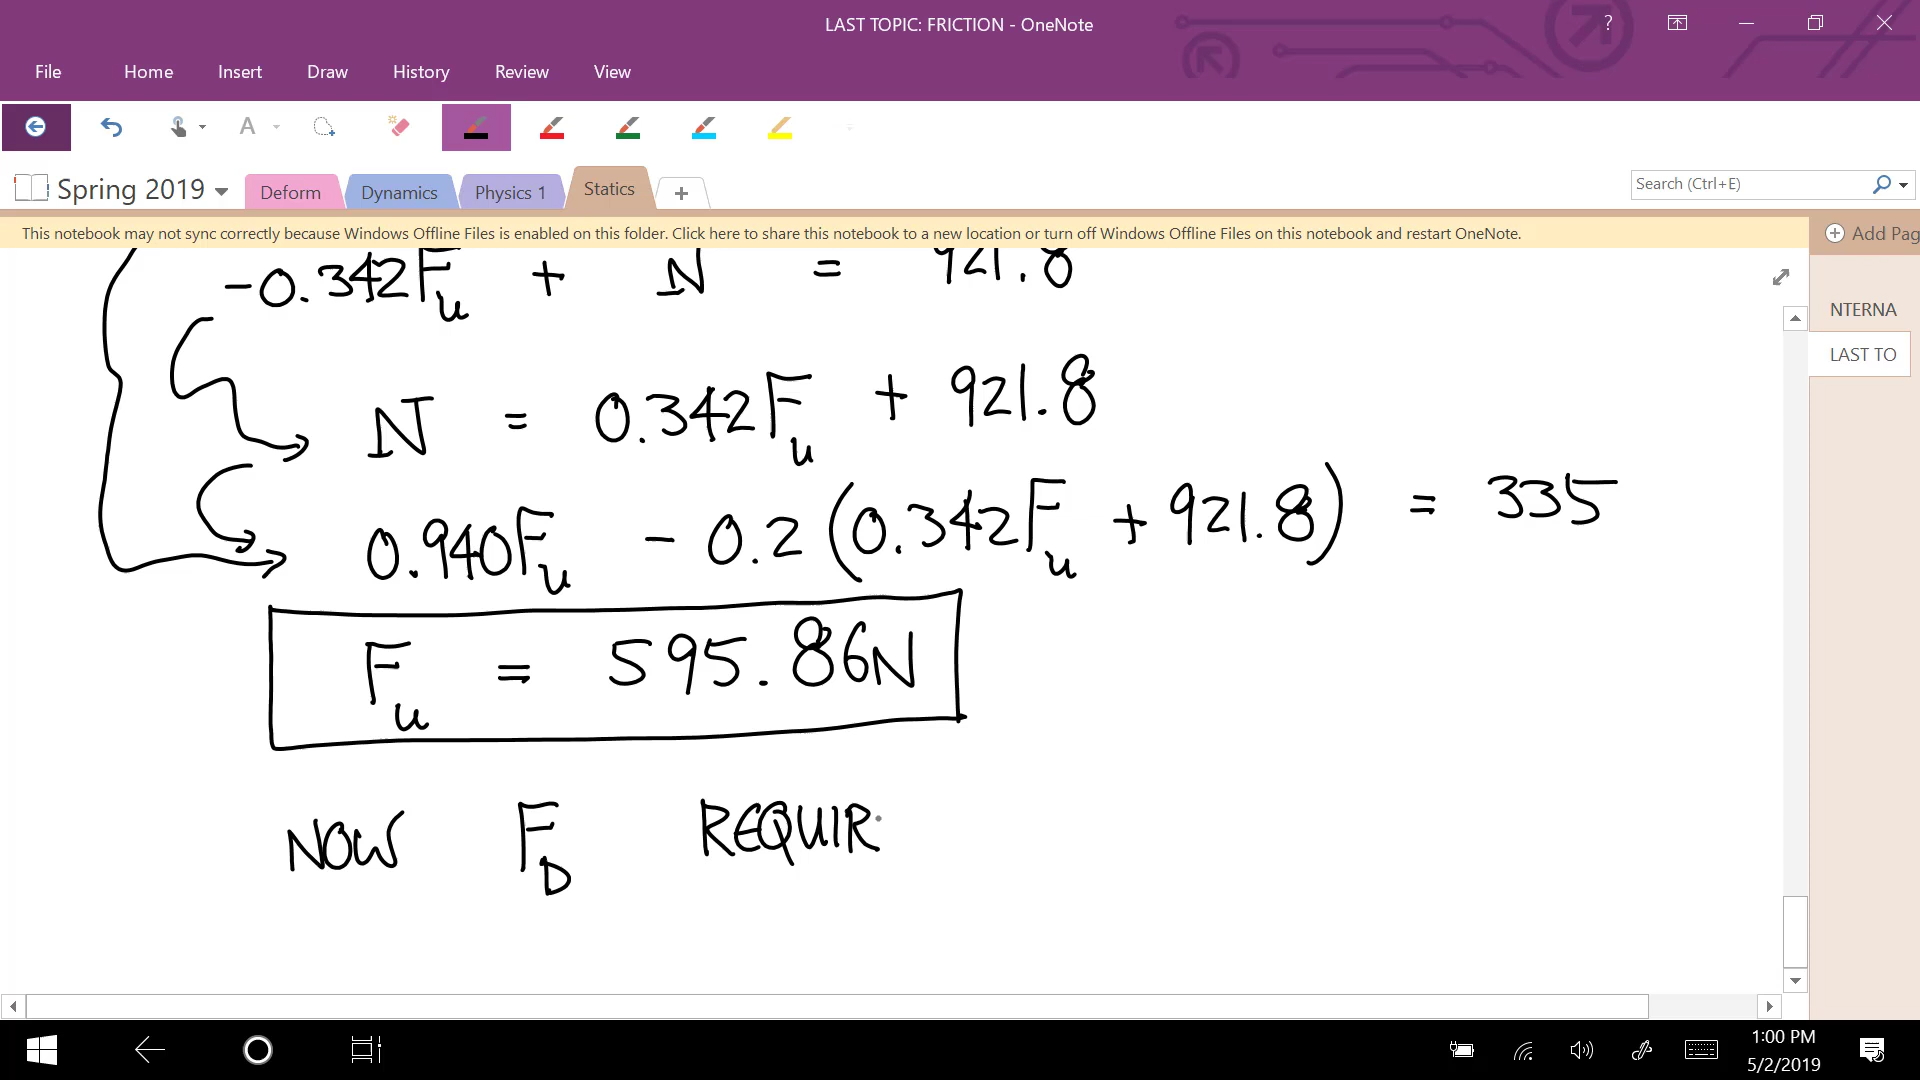 LAST TOPIC: FRICTION - OneNote
?
File Home Insert Draw History Review View
A
Spring 2019 Deform Dynamics Physics 1 Statics + Search (Ctrl+E)
This notebook may not sync correctly because Windows Offline Files is enabled on this folder. Click here to share this notebook to a new location or turn off Windows Offline Files on this notebook and restart OneNote.
+ Add Pag
NTERNA
LAST TO
-0.342Fu + N = 921.8
N = 0.342Fu + 921.8
0.940Fu - 0.2(0.342Fu + 921.8) = 335
Fu = 595.86N
NOW FD REQUIR
1:00 PM
5/2/2019